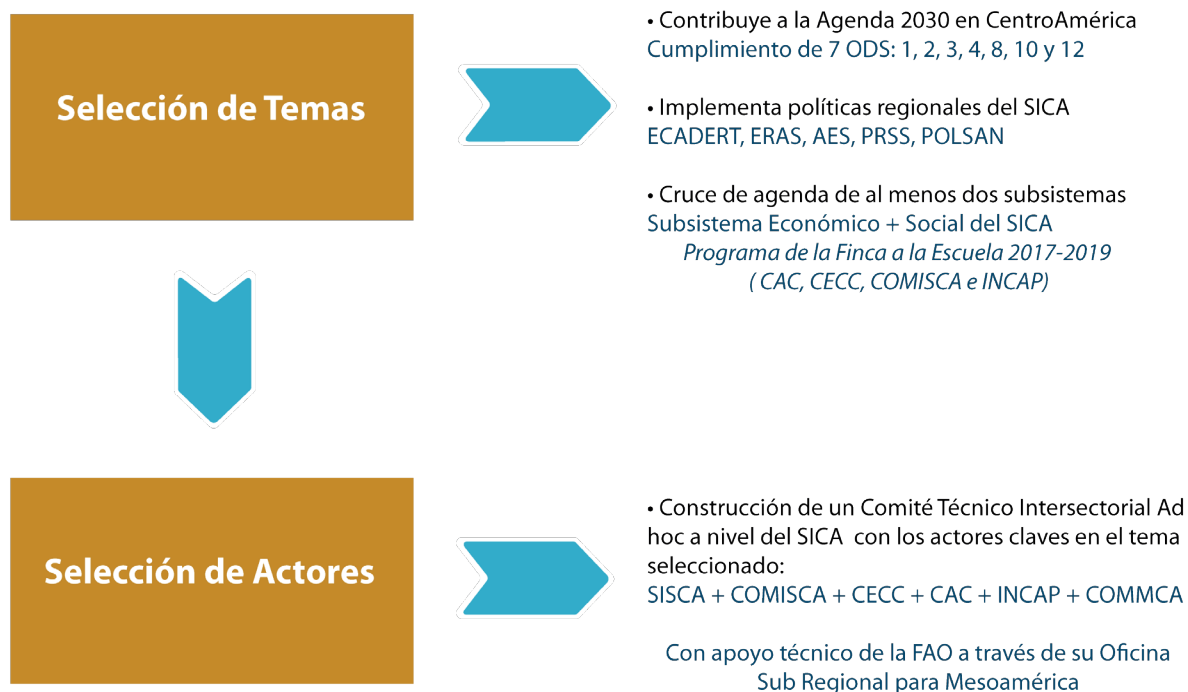 Selección de Temas
• Contribuye a la Agenda 2030 en CentroAmérica
Cumplimiento de 7 ODS: 1, 2, 3, 4, 8, 10 y 12
• Implementa políticas regionales del SICA
ECADERT, ERAS, AES, PRSS, POLSAN
• Cruce de agenda de al menos dos subsistemas
Subsistema Económico + Social del SICA
Programa de la Finca a la Escuela 2017-2019
( CAC, CECC, COMISCA e INCAP)
Selección de Actores
• Construcción de un Comité Técnico Intersectorial Ad
hoc a nivel del SICA con los actores claves en el tema
seleccionado:
SISCA + COMISCA + CECC + CAC + INCAP + COMMCA
Con apoyo técnico de la FAO a través de su Oficina
Sub Regional para Mesoamérica